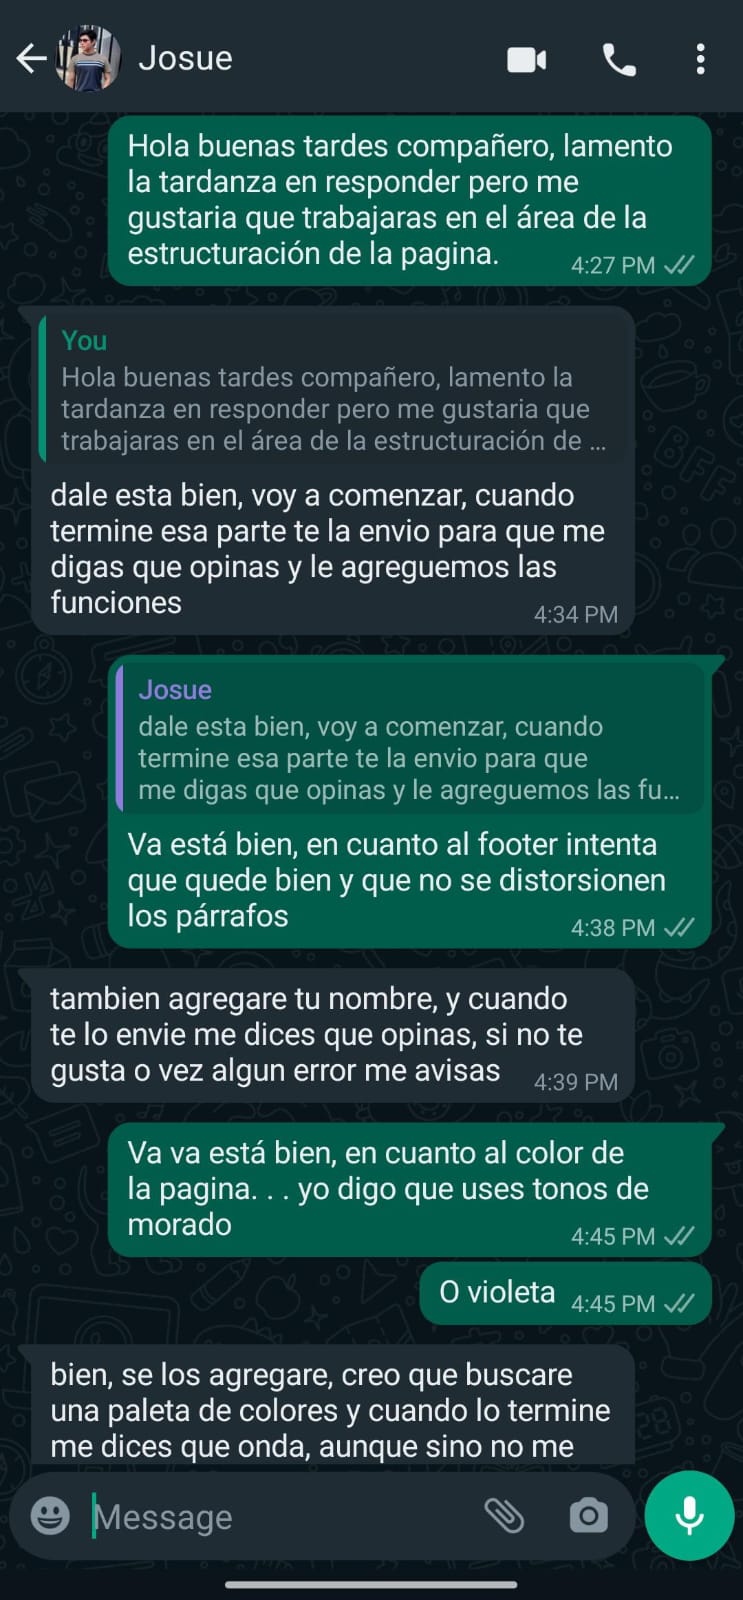 Josue
Hola buenas tardes compañero, lamento
la tardanza en responder pero me
gustaria que trabajaras en el área de la
estructuración de la pagina.
4:27 PM
You
Hola buenas tardes compañero, lamento la
tardanza en responder pero me gustaria que
trabajaras en el área de la estructuración de ...
dale esta bien, voy a comenzar, cuando
termine esa parte te la envio para que me
digas que opinas y le agreguemos las
funciones
4:34 PM
Josue
dale esta bien, voy a comenzar, cuando
termine esa parte te la envio para que
me digas que opinas y le agreguemos las fu...
Va está bien, en cuanto al footer intenta
que quede bien y que no se distorsionen
los párrafos
4:38 PM
tambien agregare tu nombre, y cuando
te lo envie me dices que opinas, si no te
gusta o vez algun error me avisas
4:39 PM
Va va está bien, en cuanto al color de
la pagina. . . yo digo que uses tonos de
morado
4:45 PM
O violeta
4:45 PM
bien, se los agregare, creo que buscare
una paleta de colores y cuando lo termine
me dices que onda, aunque sino no me
Message